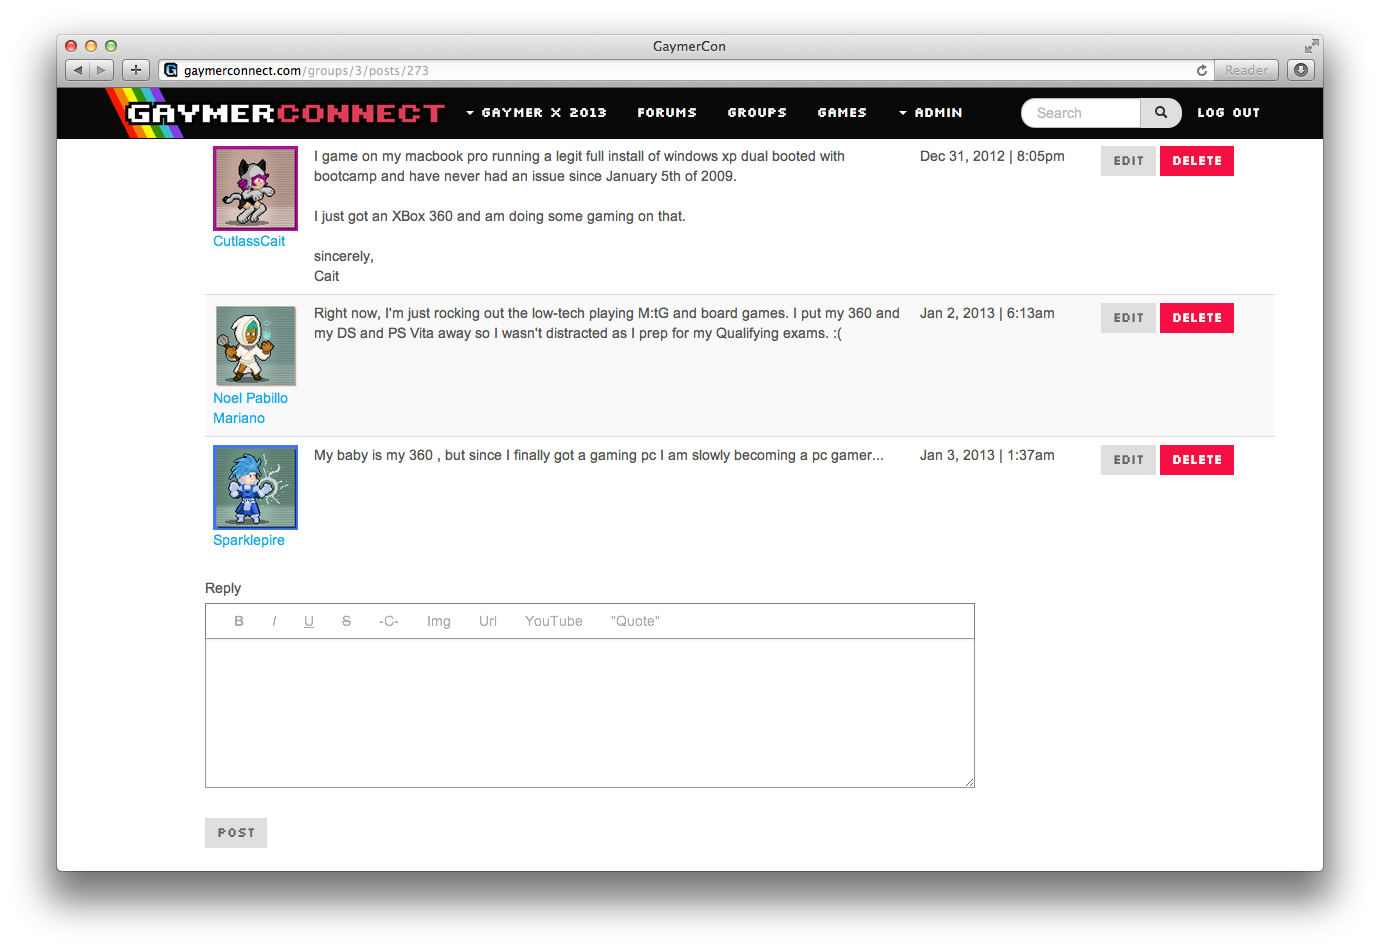 GaymerCon
gaymerconnect.com/groups/3/posts/273
Reader
GAYMERCONNECT
GAYMER X 2013
FORUMS
GROUPS
GAMES
ADMIN
Search
LOG OUT
I game on my macbook pro running a legit full install of windows xp dual booted with
bootcamp and have never had an issue since January 5th of 2009.
I just got an XBox 360 and am doing some gaming on that.
sincerely,
Cait
Dec 31, 2012 | 8:05pm
EDIT
DELETE
CutlassCait
Right now, I'm just rocking out the low-tech playing M:tG and board games. I put my 360 and
my DS and PS Vita away so I wasn't distracted as I prep for my Qualifying exams. :(
Jan 2, 2013 | 6:13am
EDIT
DELETE
Noel Pabillo
Mariano
My baby is my 360 , but since I finally got a gaming pc I am slowly becoming a pc gamer...
Jan 3, 2013 | 1:37am
EDIT
DELETE
Sparklepire
Reply
B I U S -C- Img Url YouTube "Quote"
POST